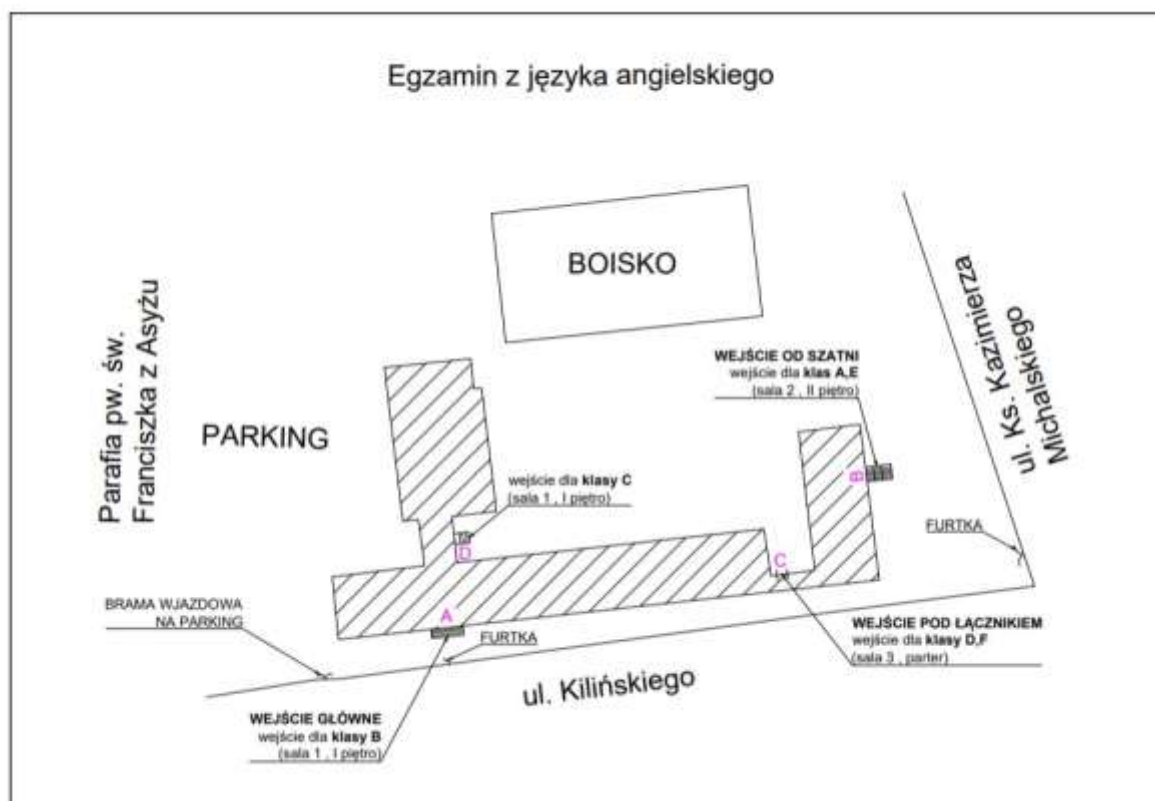 Egzamin z języka angielskiego
BOISKO
Parafia pw. św.
Franciszka z Asyżu
PARKING
ul. Ks. Kazimierza
Michalskiego
WEJŚCIE OD SZATNI
wejście dla klas A,E
(sala 2 , II piętro)
B
wejście dla klasy C
(sala 1 , I piętro)
D
FURTKA
C
BRAMA WJAZDOWA
NA PARKING
A
FURTKA
WEJŚCIE POD ŁĄCZNIKIEM
wejście dla klasy D,F
(sala 3 , parter)
ul. Kilińskiego
WEJŚCIE GŁÓWNE
wejście dla klasy B
(sala 1 , I piętro)